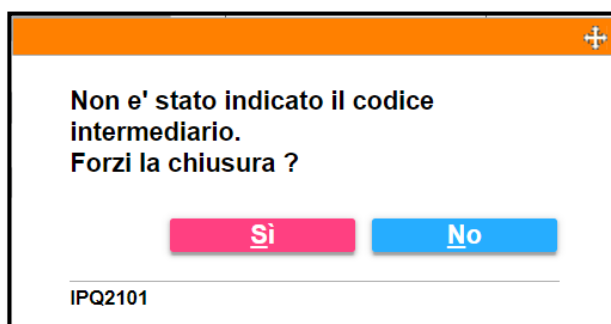 Non e' stato indicato il codice
intermediario.
Forzi la chiusura ?
Sì
No
IPQ2101